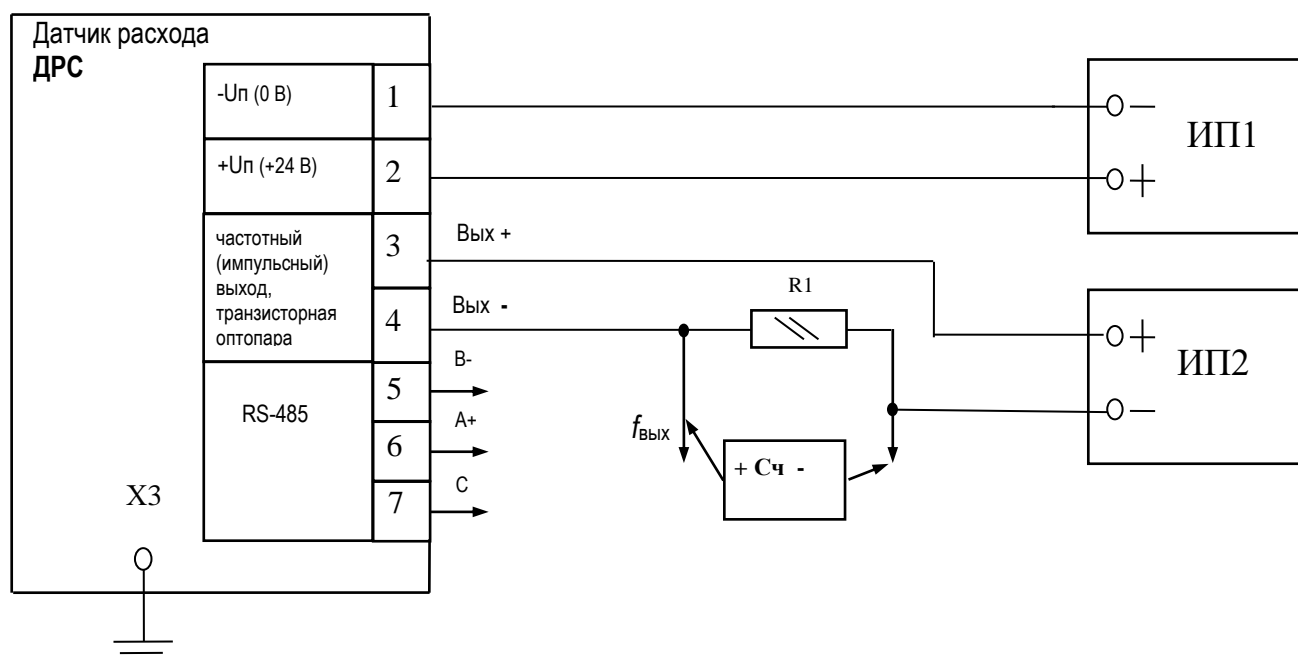 Датчик расхода
ДРС
-Uп (0 В)
1
+Uп (+24 В)
2
частотный
(импульсный)
выход,
транзисторная
оптопара
3
4
RS-485
5
6
7
Вых +
Вых -
В-
А+
С
X3
R1
fвых
+ Сч -
−
ИП1
+
+
ИП2
−